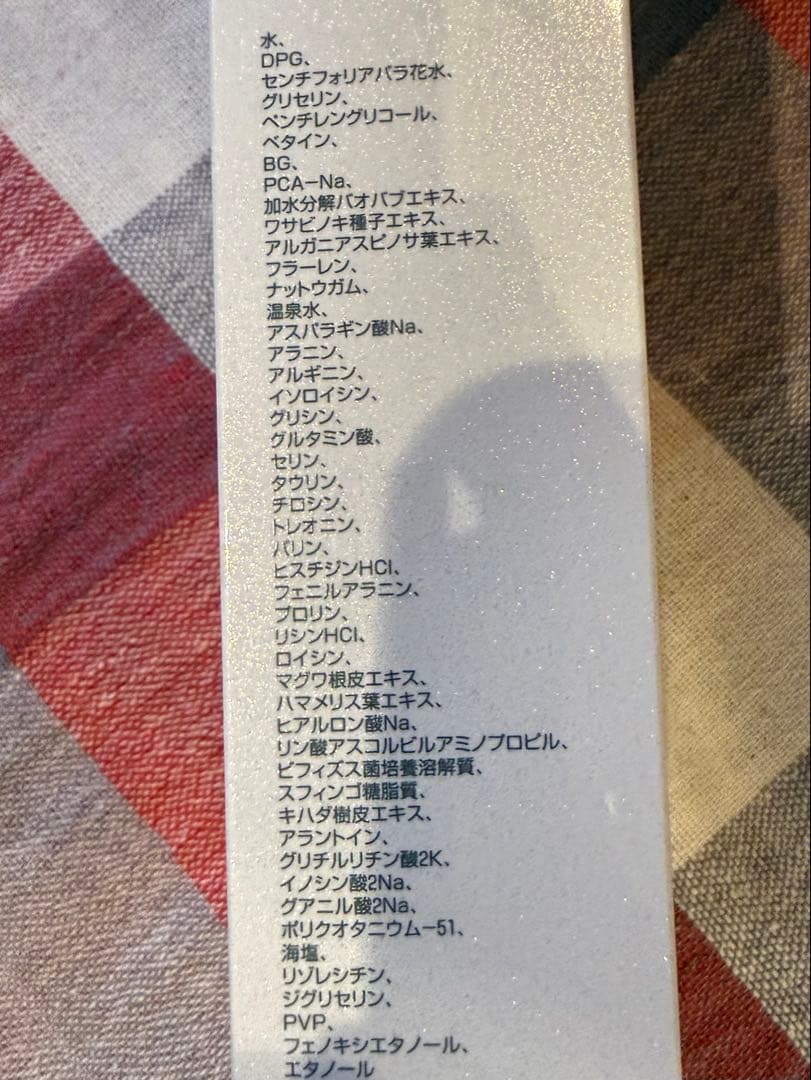 水、
DPG、
センチフォリアバラ花水、
グリセリン、
ペンチレングリコール、
ベタイン、
BG、
PCA−Na、
加水分解バオバブエキス、
ワサビノキ種子エキス、
アルガニアスピノサ葉エキス、
フラーレン、
ナットウガム、
温泉水、
アスパラギン酸Na、
アラニン、
アルギニン、
イソロイシン、
グリシン、
グルタミン酸、
セリン、
タウリン、
チロシン、
トレオニン、
バリン、
ヒスチジンHCl、
フェニルアラニン、
プロリン、
リシンHCl、
ロイシン、
マグワ根皮エキス、
ハマメリス葉エキス、
ヒアルロン酸Na、
リン酸アスコルビルアミノプロピル、
ビフィズス菌培養溶解質、
スフィンゴ糖脂質、
キハダ樹皮エキス、
アラントイン、
グリチルリチン酸2K、
イノシン酸2Na、
グアニル酸2Na、
ポリクオタニウム−51、
海塩、
リゾレシチン、
ジグリセリン、
PVP、
フェノキシエタノール、
エタノール